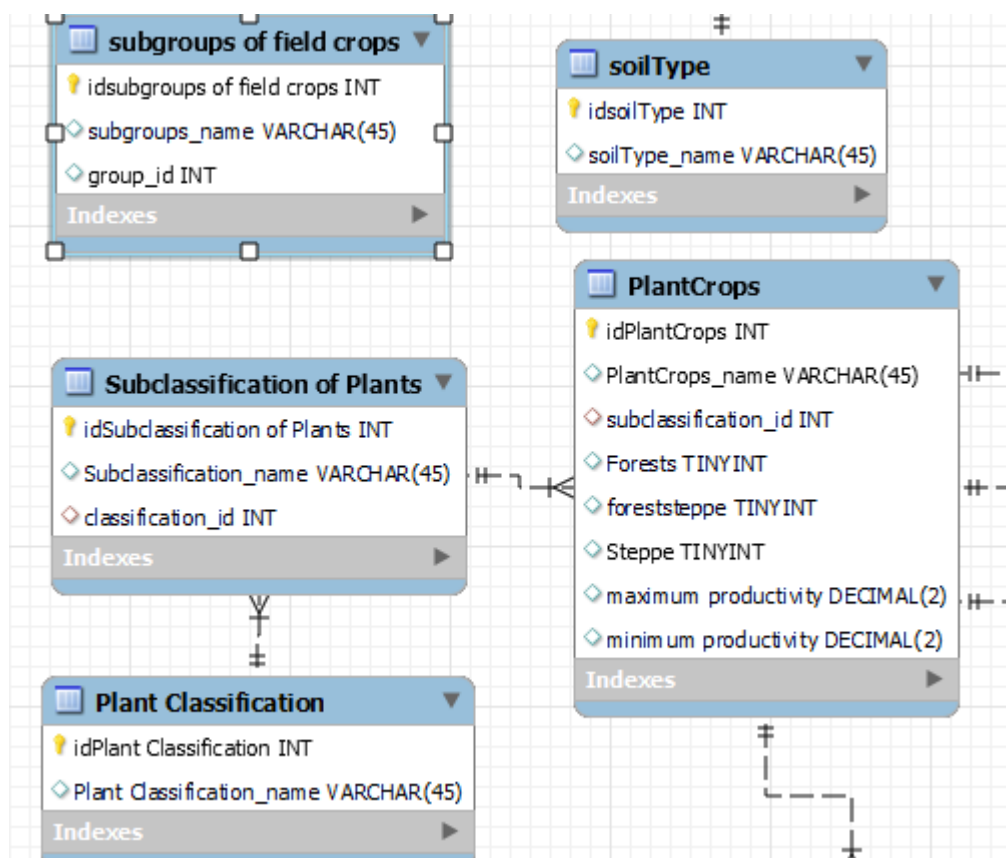 subgroups of field crops
idsubgroups of field crops INT
subgroups_name VARCHAR(45)
group_id INT
Indexes
soilType
idsoilType INT
soilType_name VARCHAR(45)
Indexes
PlantCrops
idPlantCrops INT
PlantCrops_name VARCHAR(45)
subclassification_id INT
Forests TINYINT
foreststeppe TINYINT
Steppe TINYINT
maximum productivity DECIMAL(2)
minimum productivity DECIMAL(2)
Indexes
Subclassification of Plants
idSubclassification of Plants INT
Subclassification_name VARCHAR(45)
classification_id INT
Indexes
Plant Classification
idPlant Classification INT
Plant Classification_name VARCHAR(45)
Indexes